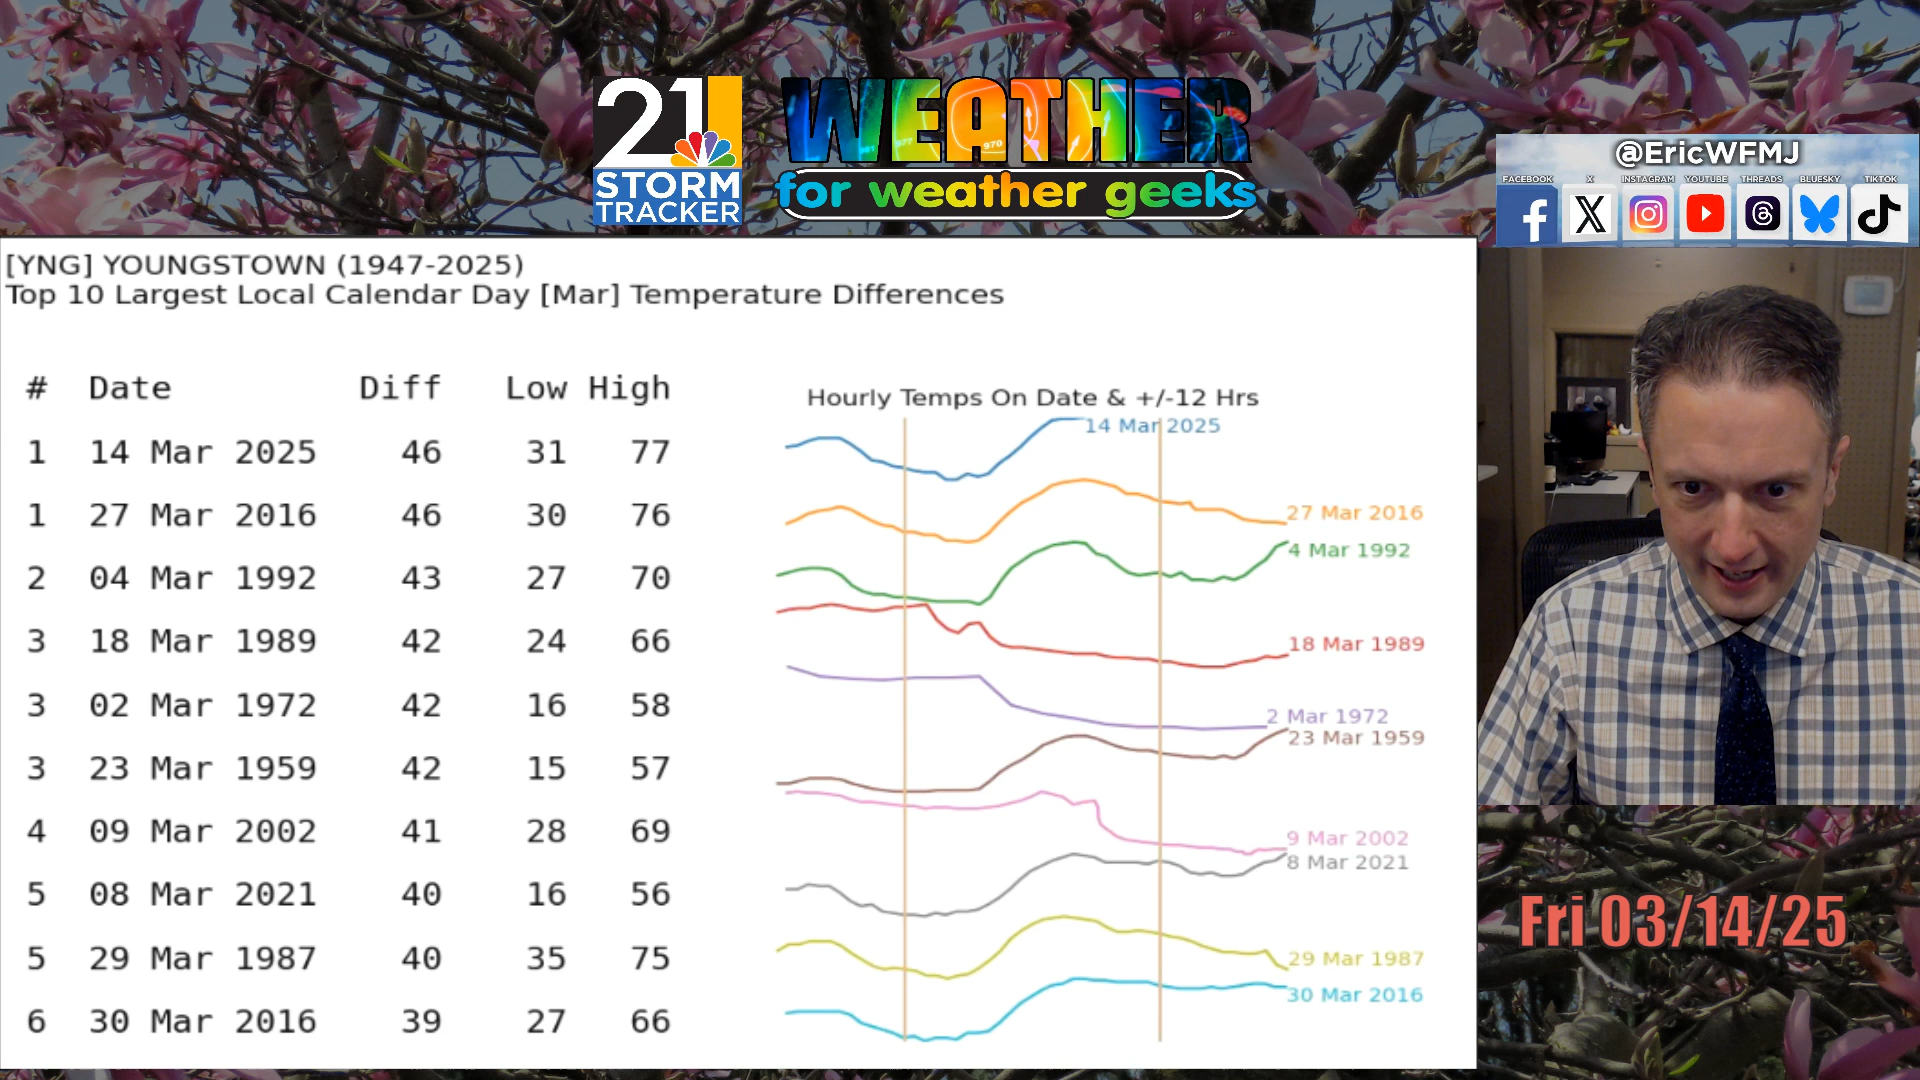 21
STORM
TRACKER
WEATHER
for weather geeks
@EricWFMJ
FACEBOOK X INSTAGRAM YOUTUBE THREADS BLUESKY TIKTOK
[YNG] YOUNGSTOWN (1947-2025)
Top 10 Largest Local Calendar Day [Mar] Temperature Differences
# Date Diff Low High
1 14 Mar 2025 46 31 77
1 27 Mar 2016 46 30 76
2 04 Mar 1992 43 27 70
3 18 Mar 1989 42 24 66
3 02 Mar 1972 42 16 58
3 23 Mar 1959 42 15 57
4 09 Mar 2002 41 28 69
5 08 Mar 2021 40 16 56
5 29 Mar 1987 40 35 75
6 30 Mar 2016 39 27 66
Hourly Temps On Date & +/-12 Hrs
14 Mar 2025
27 Mar 2016
4 Mar 1992
18 Mar 1989
2 Mar 1972
23 Mar 1959
9 Mar 2002
8 Mar 2021
29 Mar 1987
30 Mar 2016
Fri 03/14/25